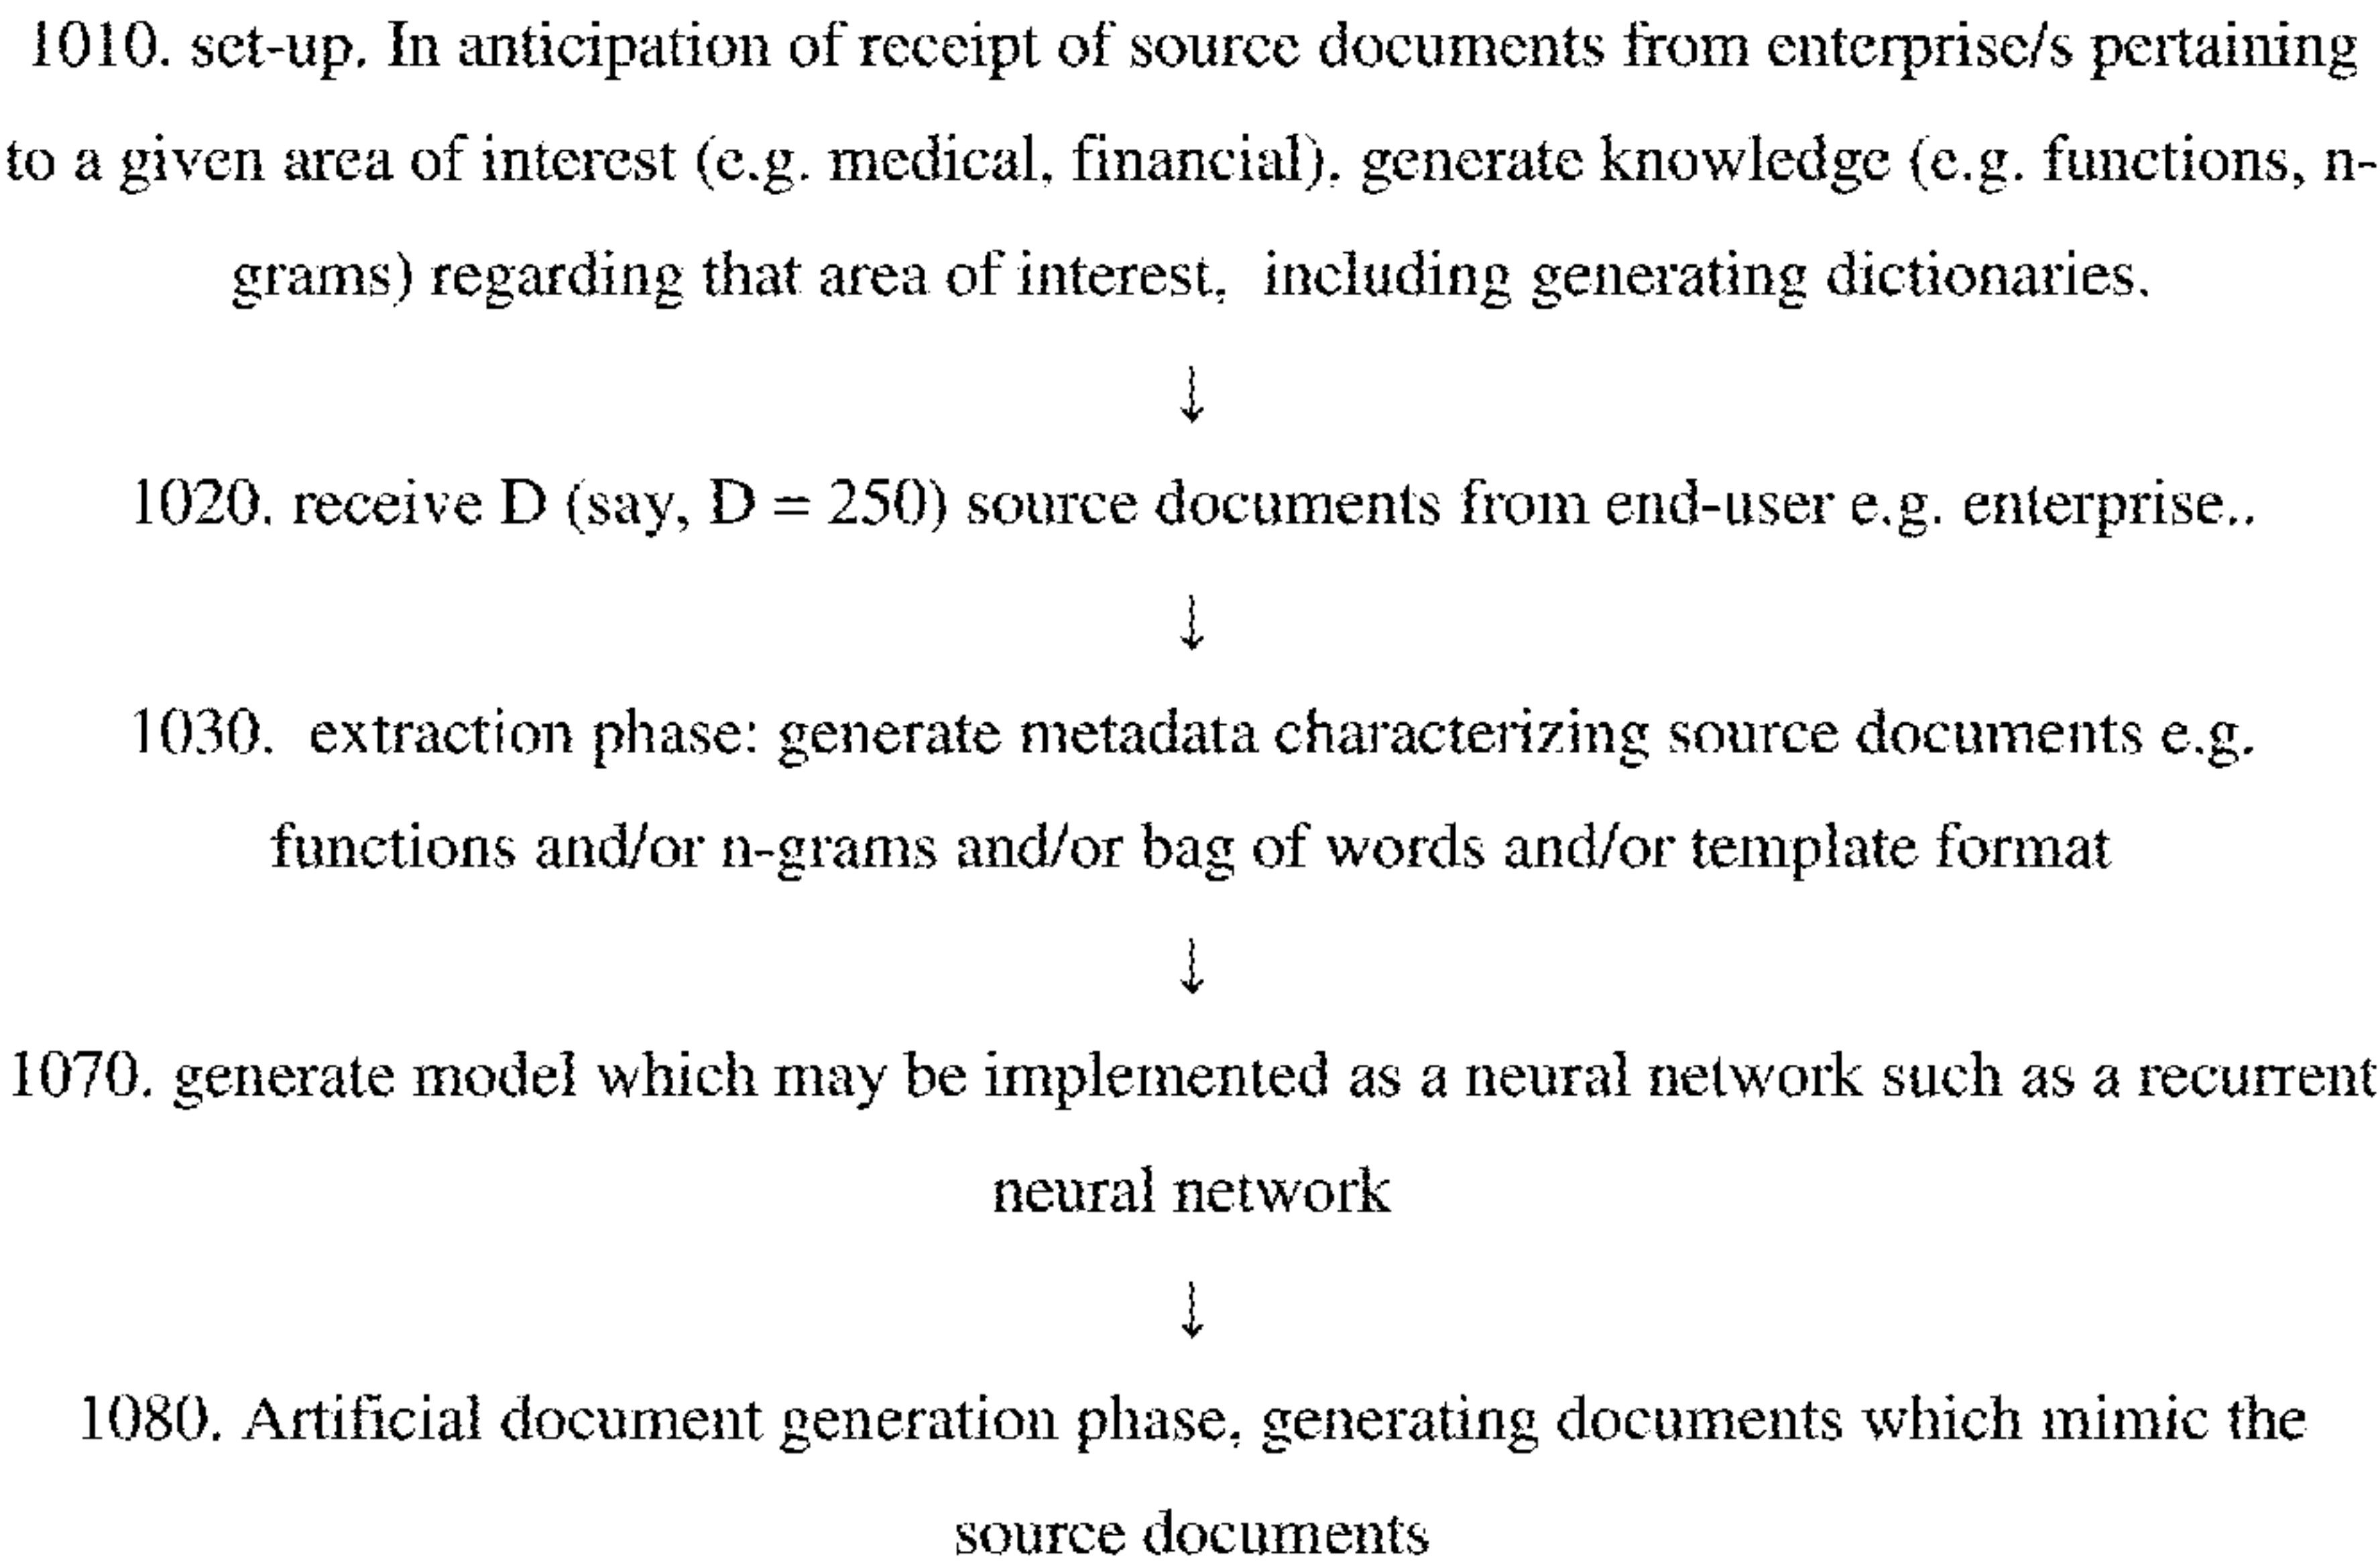 1010. set-up. In anticipation of receipt of source documents from enterprise/s pertaining
to a given area of interest (e.g. medical, financial), generate knowledge (e.g. functions, n-
grams) regarding that area of interest, including generating dictionaries.
↓
1020. receive D (say, D = 250) source documents from end-user e.g. enterprise..
↓
1030. extraction phase: generate metadata characterizing source documents e.g.
functions and/or n-grams and/or bag of words and/or template format
↓
1070. generate model which may be implemented as a neural network such as a recurrent
neural network
↓
1080. Artificial document generation phase, generating documents which mimic the
source documents